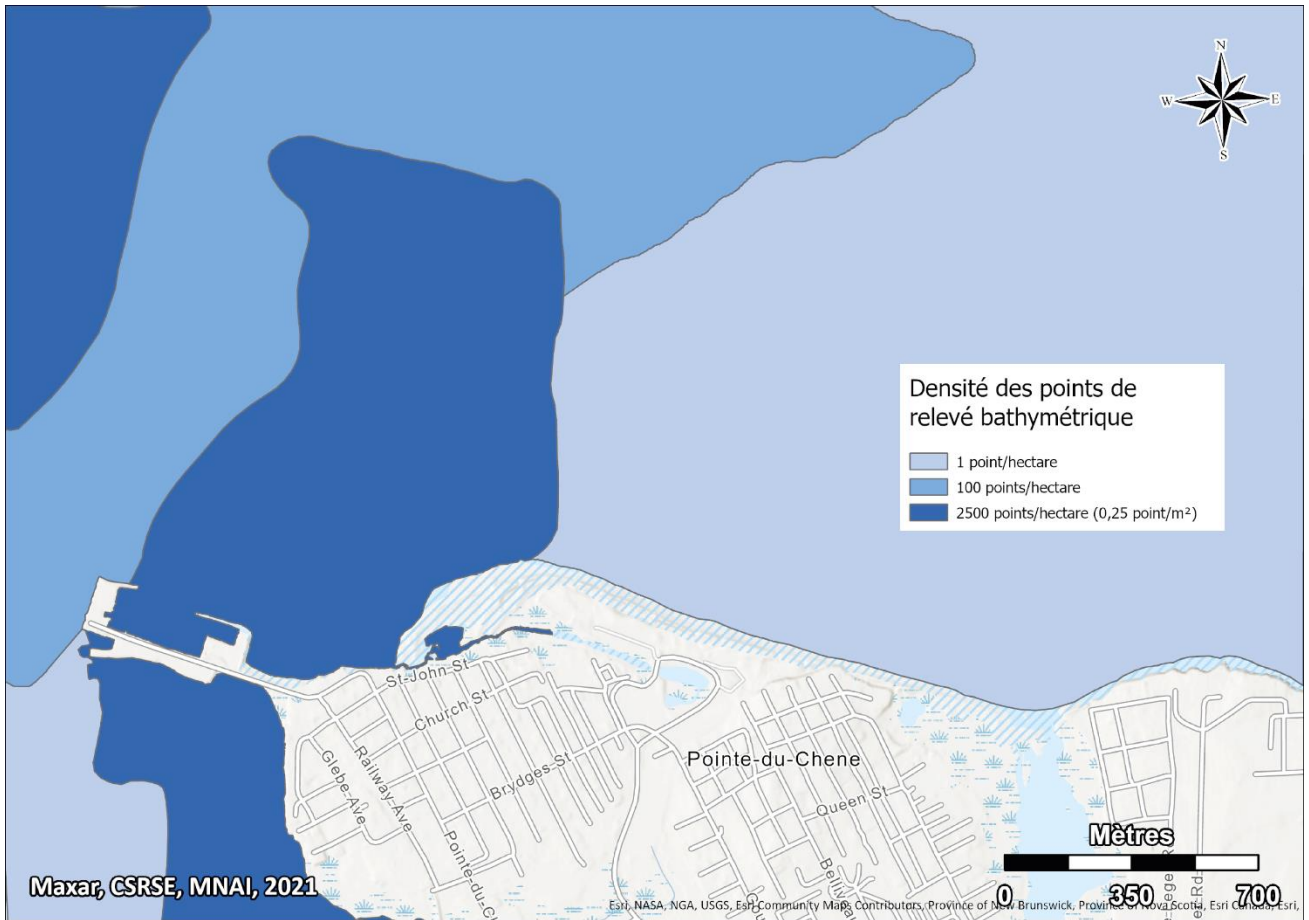 N
W
E
S
Densité des points de
relevé bathymétrique
1 point/hectare
100 points/hectare
2500 points/hectare (0,25 point/m²)
St-John St
Church St
Glebe-Ave
Railway Ave
Brydges St
Pointe-du-Chene
Queen St
Mètres
0
350
700
Maxar, CSRSE, MNAI, 2021
Esri, NASA, NGA, USGS, Esri Community Maps Contributors, Province of New Brunswick, Province of Nova Scotia, Esri Canada, Esri,